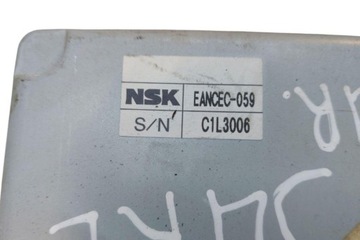 NSK EANCEC-059
S/N C1L3006
R.